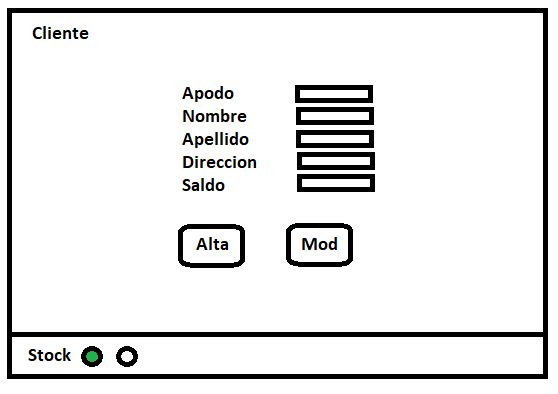 Cliente
Apodo
Nombre
Apellido
Direccion
Saldo
Alta Mod
Stock